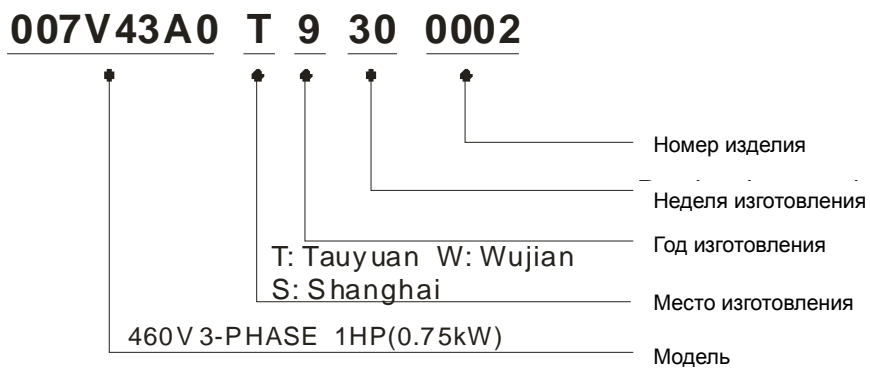 007V43A0 T 9 30 0002
Номер изделия
Неделя изготовления
Год изготовления
T: Tauyuan W: Wujian
S: Shanghai
Место изготовления
460V 3-PHASE 1HP(0.75kW)
Модель